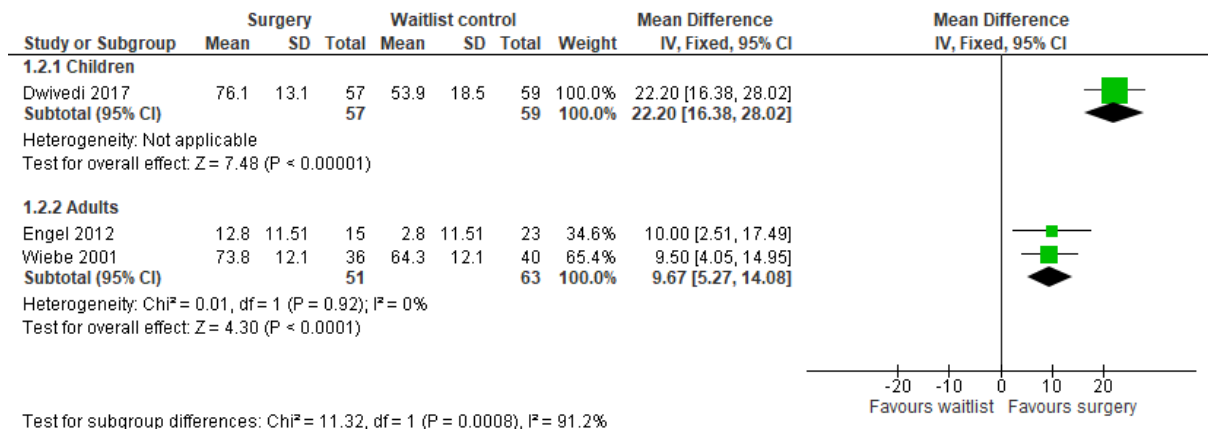 Surgery Waitlist control Mean Difference Mean Difference
Study or Subgroup Mean SD Total Mean SD Total Weight IV, Fixed, 95% CI IV, Fixed, 95% CI
1.2.1 Children
Dwivedi 2017 76.1 13.1 57 53.9 18.5 59 100.0% 22.20 [16.38, 28.02]
Subtotal (95% CI) 57 59 100.0% 22.20 [16.38, 28.02]
Heterogeneity: Not applicable
Test for overall effect: Z = 7.48 (P < 0.00001)
1.2.2 Adults
Engel 2012 12.8 11.51 15 2.8 11.51 23 34.6% 10.00 [2.51, 17.49]
Wiebe 2001 73.8 12.1 36 64.3 12.1 40 65.4% 9.50 [4.05, 14.95]
Subtotal (95% CI) 51 63 100.0% 9.67 [5.27, 14.08]
Heterogeneity: Chi² = 0.01, df = 1 (P = 0.92); I² = 0%
Test for overall effect: Z = 4.30 (P < 0.0001)
-20 -10 0 10 20
Favours waitlist Favours surgery
Test for subgroup differences: Chi² = 11.32, df = 1 (P = 0.0008), I² = 91.2%